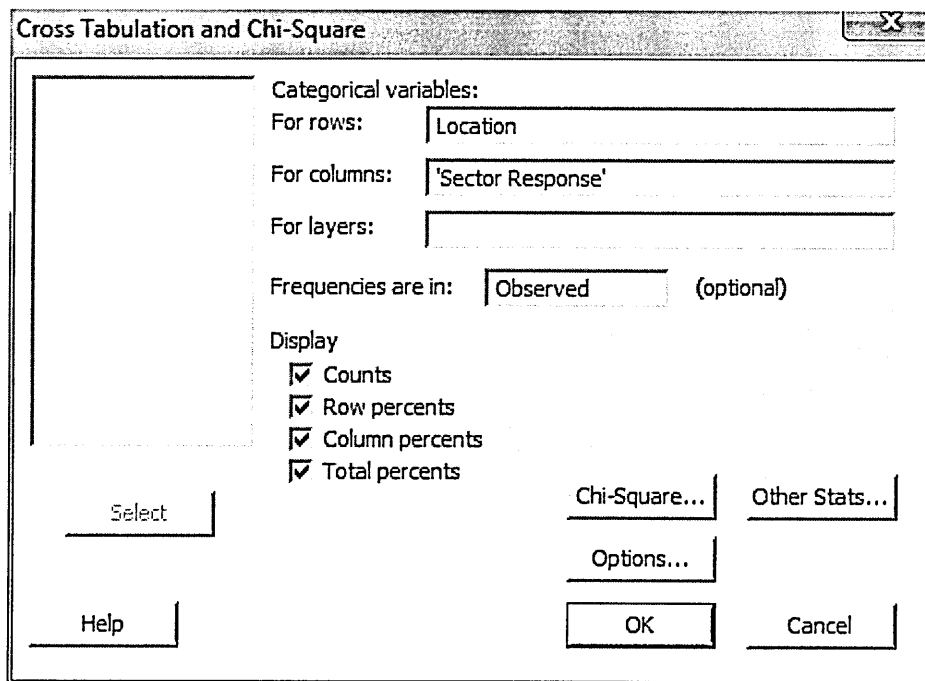 Cross Tabulation and Chi-Square
X
Categorical variables:
For rows: Location
For columns: 'Sector Response'
For layers:
Frequencies are in: Observed (optional)
Display
Counts
Row percents
Column percents
Total percents
Select
Chi-Square... Other Stats...
Options...
Help OK Cancel